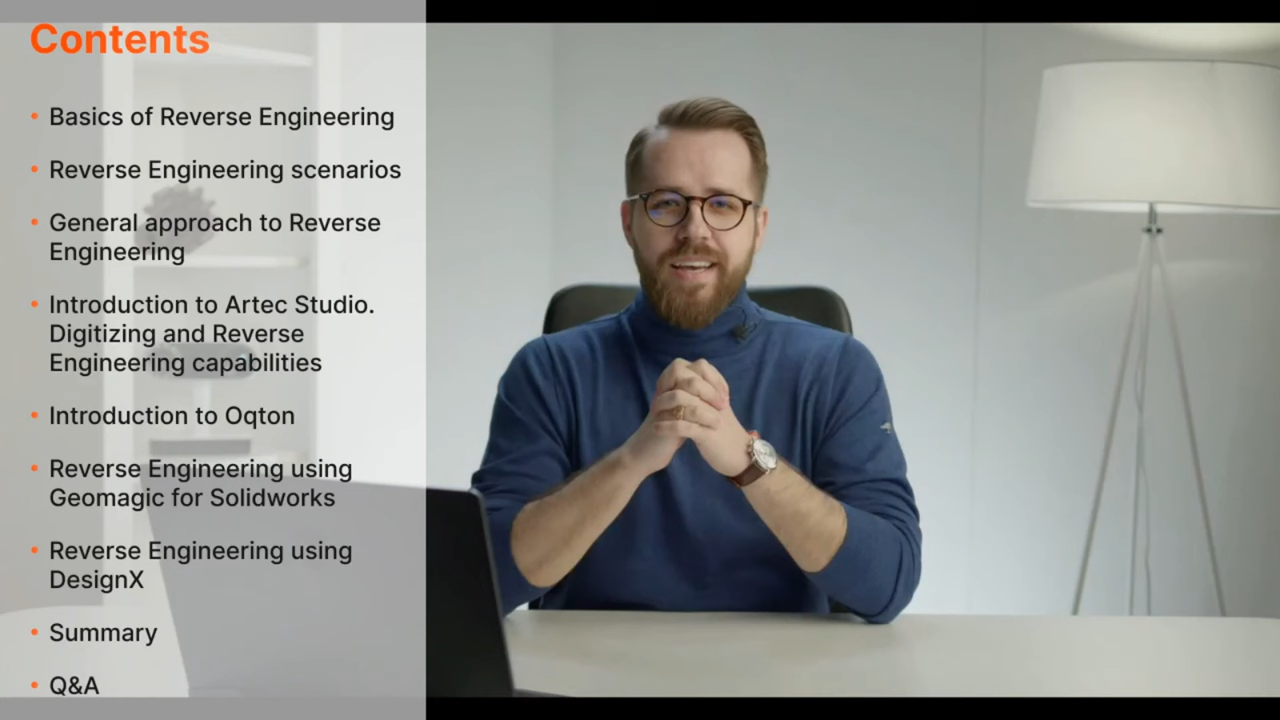 Contents
• Basics of Reverse Engineering
• Reverse Engineering scenarios
• General approach to Reverse
Engineering
• Introduction to Artec Studio.
Digitizing and Reverse
Engineering capabilities
• Introduction to Oqton
• Reverse Engineering using
Geomagic for Solidworks
• Reverse Engineering using
DesignX
• Summary
• Q&A